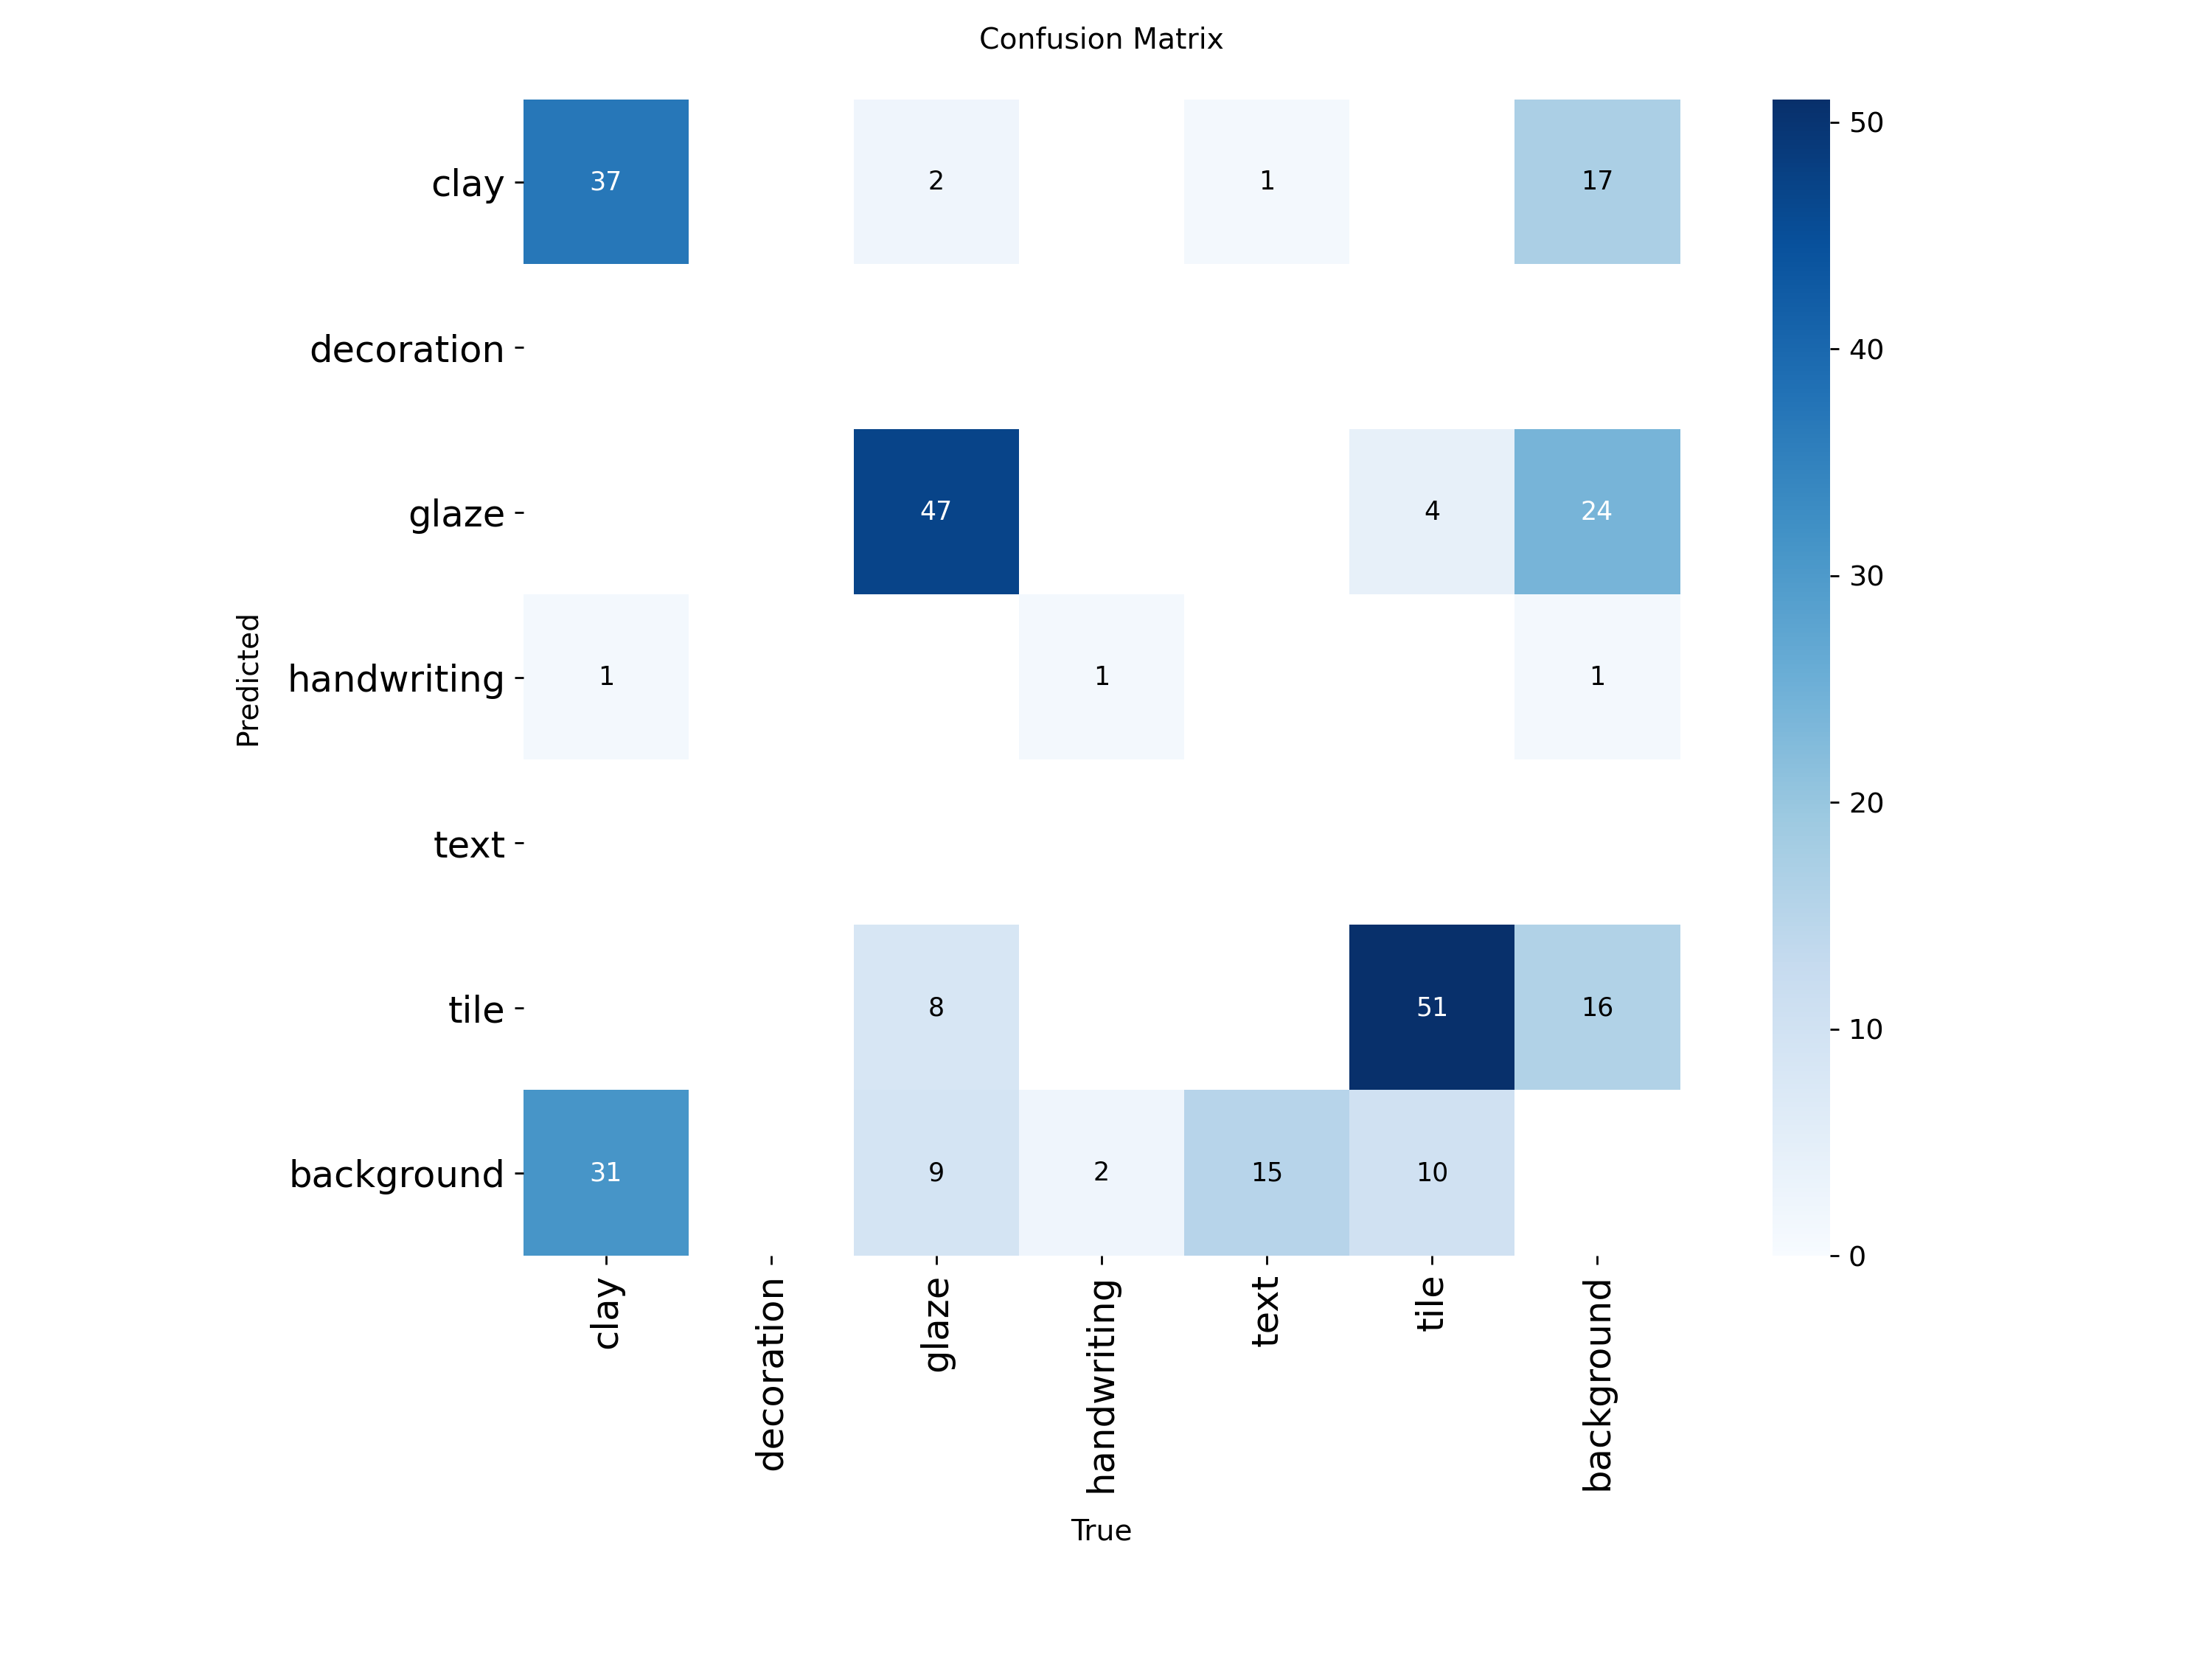 Confusion Matrix
clay 37 2 1 17
decoration
glaze 47 4 24
handwriting 1 1 1
text
tile 8 51 16
background 31 9 2 15 10
Predicted
clay decoration glaze handwriting text tile background
True
50
40
30
20
10
0